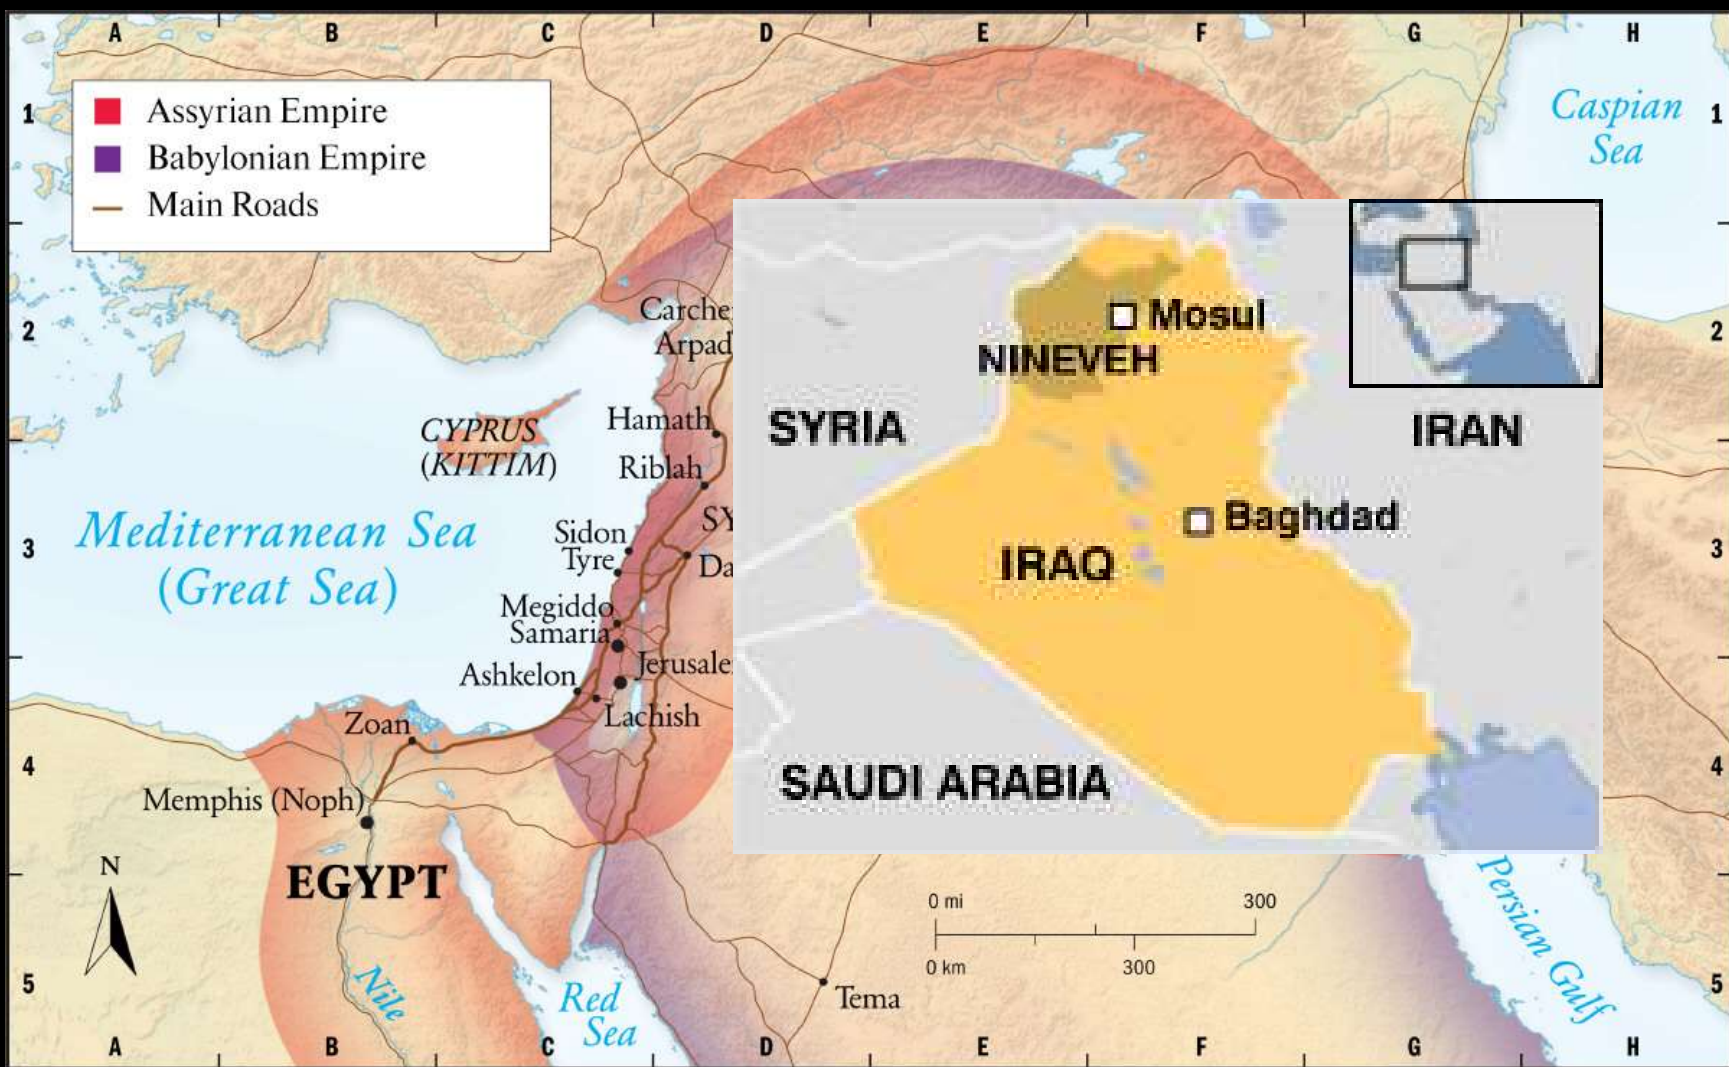 A B C D E F G H
1 1
Assyrian Empire
Babylonian Empire
Main Roads
Caspian
Sea
2 2
Carche
Arpad
Mosul
NINEVEH
SYRIA
IRAN
Hamath
CYPRUS
(KITTIM)
Riblah
Baghdad
IRAQ
3 3
Mediterranean Sea
(Great Sea)
Sidon
SY
Tyre
Da
Megiddo
Samaria
Jerusale
Ashkelon
Lachish
Zoan
4 4
SAUDI ARABIA
Memphis (Noph)
N
EGYPT
0 mi 300
0 km 300
Persian Gulf
5 5
Nile
Red
Sea
Tema
A B C D E F G H